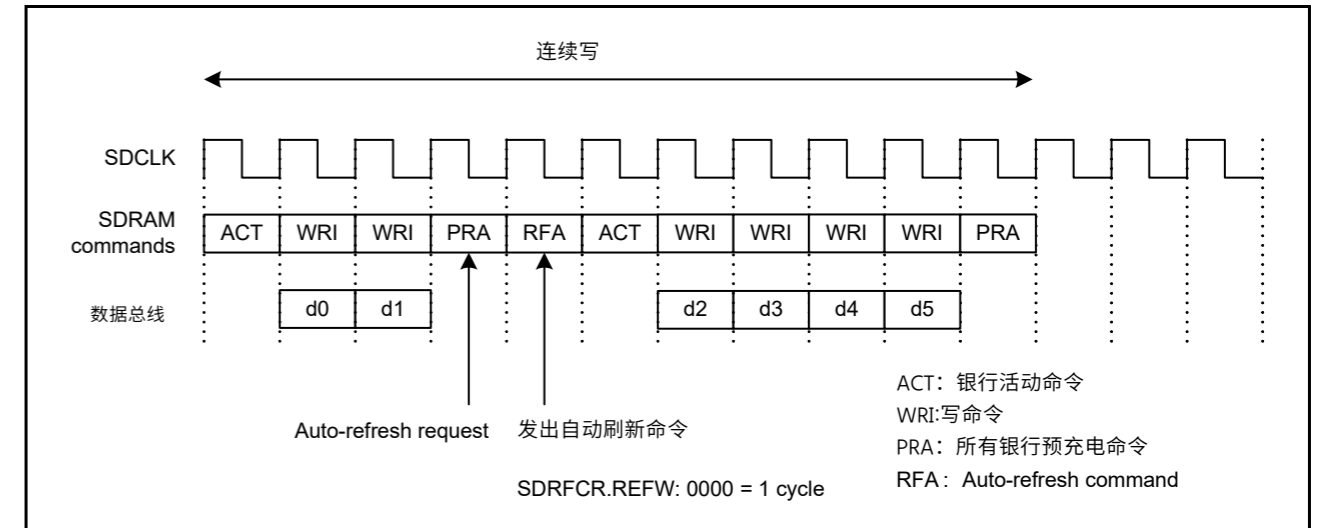 连续写
SDCLK
SDRAM
commands
ACT WRI WRI PRA RFA ACT WRI WRI WRI WRI PRA
数据总线
d0 d1 d2 d3 d4 d5
Auto-refresh request
发出自动刷新命令
SDRFCR.REFW: 0000 = 1 cycle
ACT：银行活动命令
WRI:写命令
PRA：所有银行预充电命令
RFA : Auto-refresh command